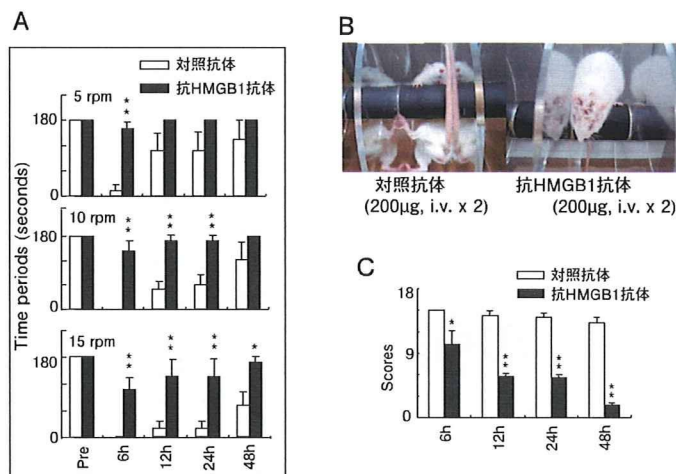 A
対照抗体
抗HMGB1抗体
5 rpm
**
180
0
10 rpm
** ** **
180
0
15 rpm
** ** ** *
180
0
Time periods (seconds)
Pre 6h 12h 24h 48h
B
対照抗体
(200μg, i.v. x 2)
抗HMGB1抗体
(200μg, i.v. x 2)
C
対照抗体
抗HMGB1抗体
18
9
0
Scores
* ** ** **
6h 12h 24h 48h